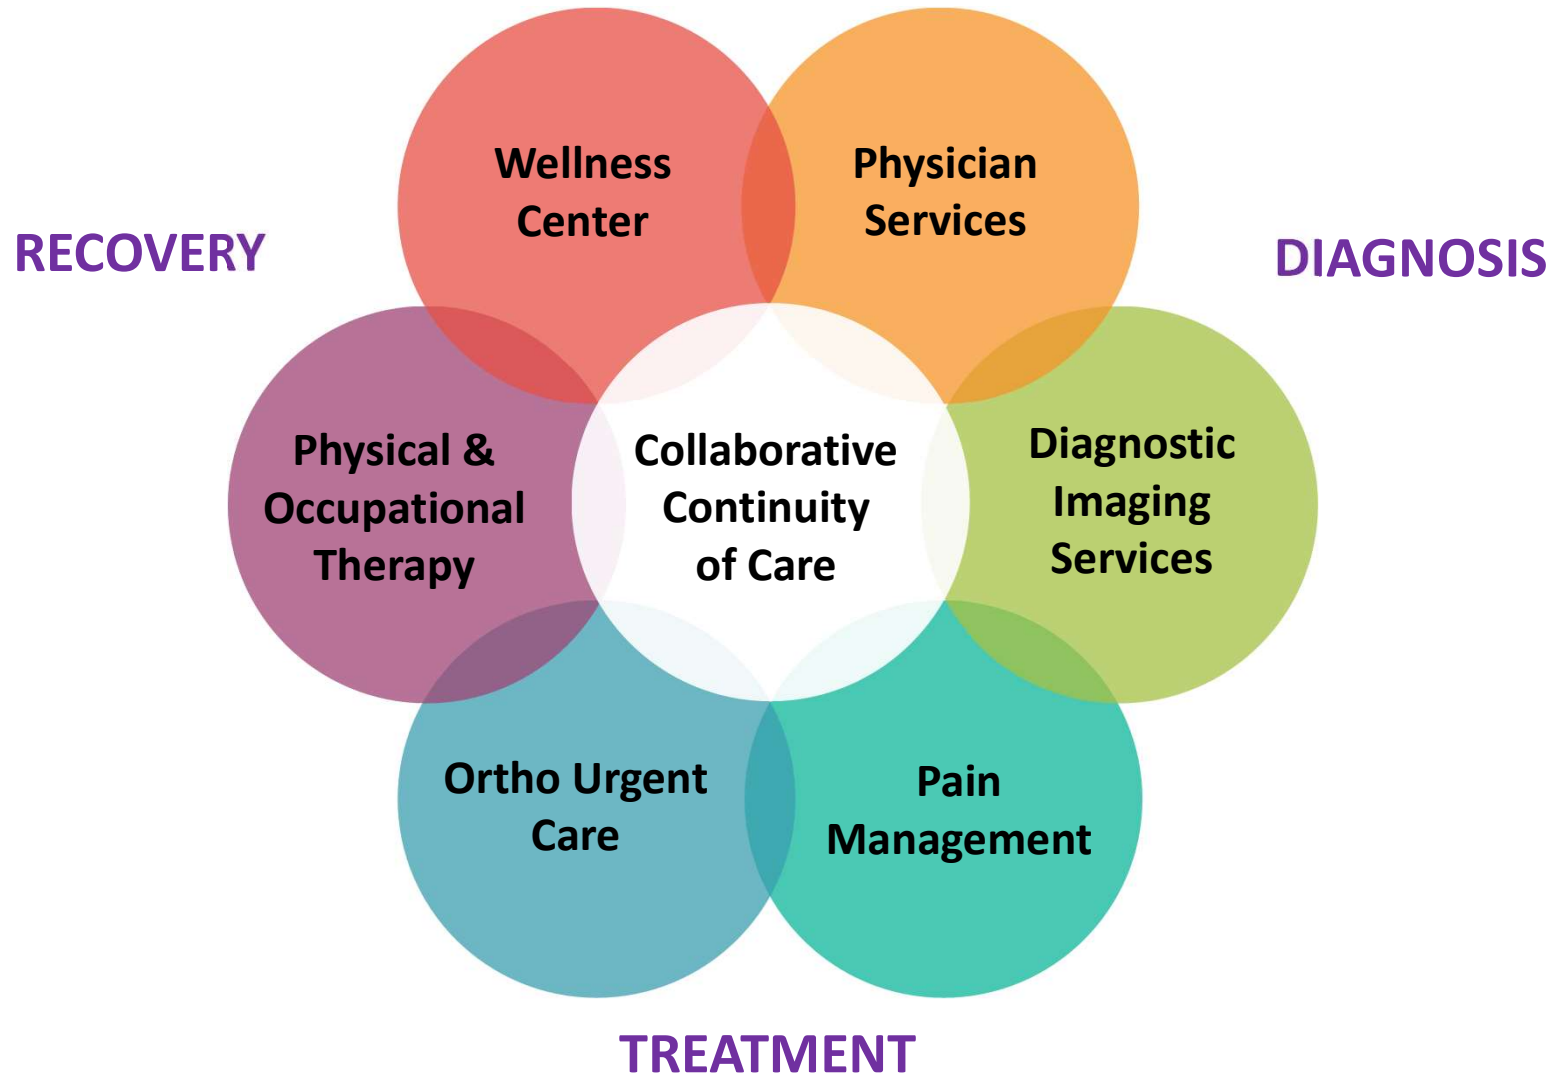 Wellness
Center
Physician
Services
RECOVERY
DIAGNOSIS
Physical &
Occupational
Therapy
Collaborative
Continuity
of Care
Diagnostic
Imaging
Services
Ortho Urgent
Care
Pain
Management
TREATMENT